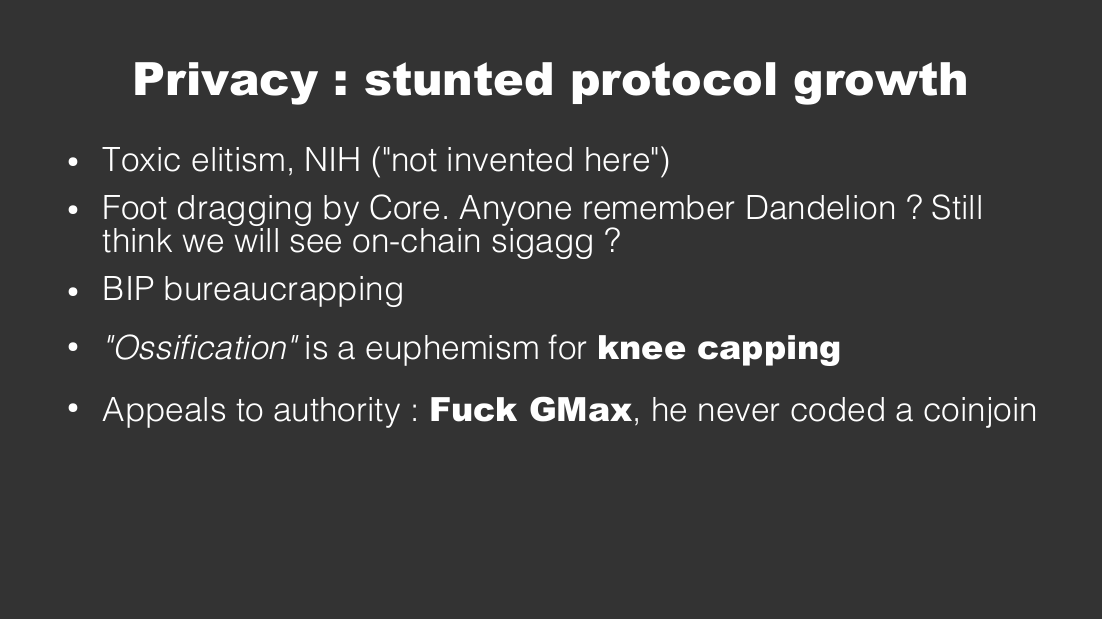 Privacy : stunted protocol growth
• Toxic elitism, NIH ("not invented here")
• Foot dragging by Core. Anyone remember Dandelion ? Still
think we will see on-chain sigagg ?
• BIP bureaucrapping
• "Ossification" is a euphemism for knee capping
• Appeals to authority : Fuck GMax, he never coded a coinjoin